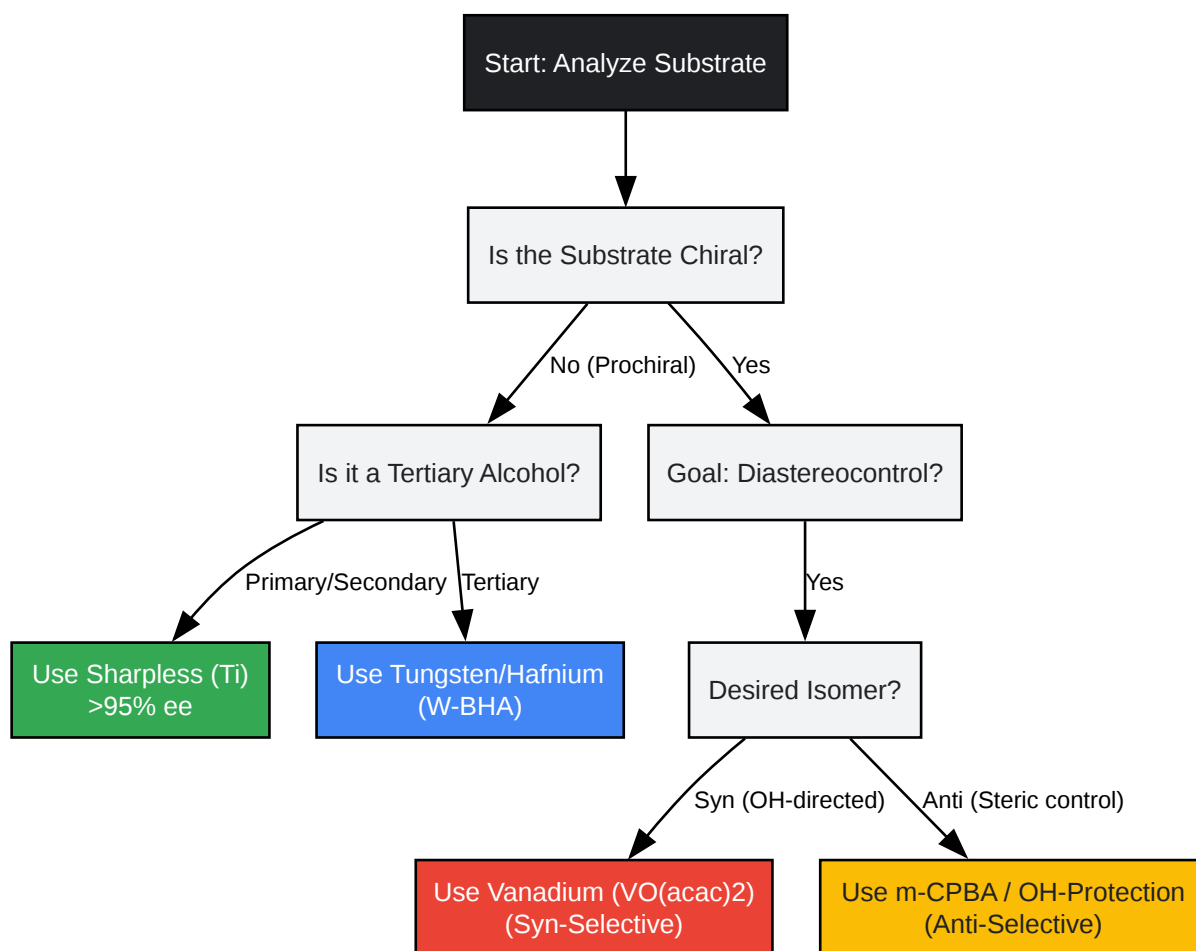 Start: Analyze Substrate
Is the Substrate Chiral?
No (Prochiral)
Yes
Is it a Tertiary Alcohol?
Goal: Diastereocontrol?
Primary/Secondary
Tertiary
Yes
Use Sharpless (Ti)
>95% ee
Use Tungsten/Hafnium
(W-BHA)
Desired Isomer?
Syn (OH-directed)
Anti (Steric control)
Use Vanadium (VO(acac)2)
(Syn-Selective)
Use m-CPBA / OH-Protection
(Anti-Selective)